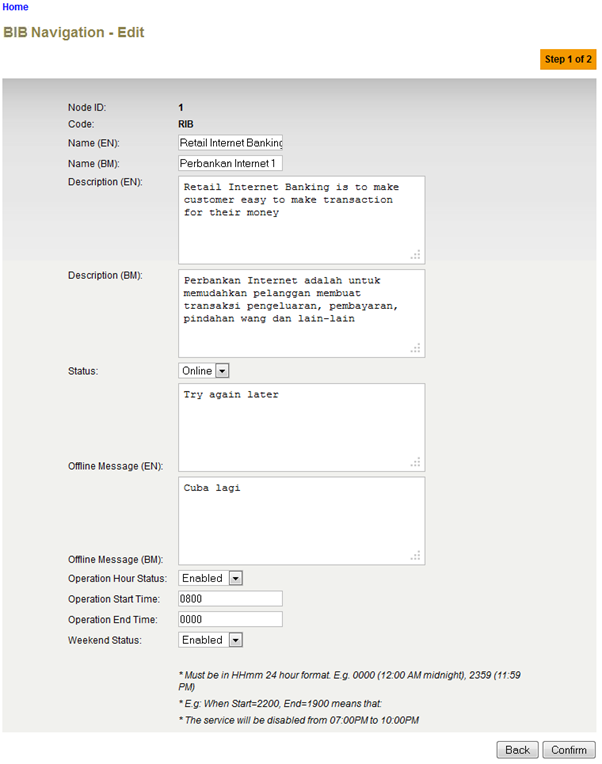 Home
BIB Navigation - Edit
Step 1 of 2
Node ID: 1
Code: RIB
Name (EN): Retail Internet Banking
Name (BM): Perbankan Internet 1
Description (EN): Retail Internet Banking is to make
customer easy to make transaction
for their money
Description (BM): Perbankan Internet adalah untuk
memudahkan pelanggan membuat
transaksi pengeluaran, pembayaran,
pindahan wang dan lain-lain
Status: Online
Try again later
Offline Message (EN):
Cuba lagi
Offline Message (BM):
Operation Hour Status: Enabled
Operation Start Time: 0800
Operation End Time: 0000
Weekend Status: Enabled
* Must be in HHmm 24 hour format. E.g. 0000 (12:00 AM midnight), 2359 (11:59
PM)
* E.g: When Start=2200, End=1900 means that:
* The service will be disabled from 07:00PM to 10:00PM
Back Confirm